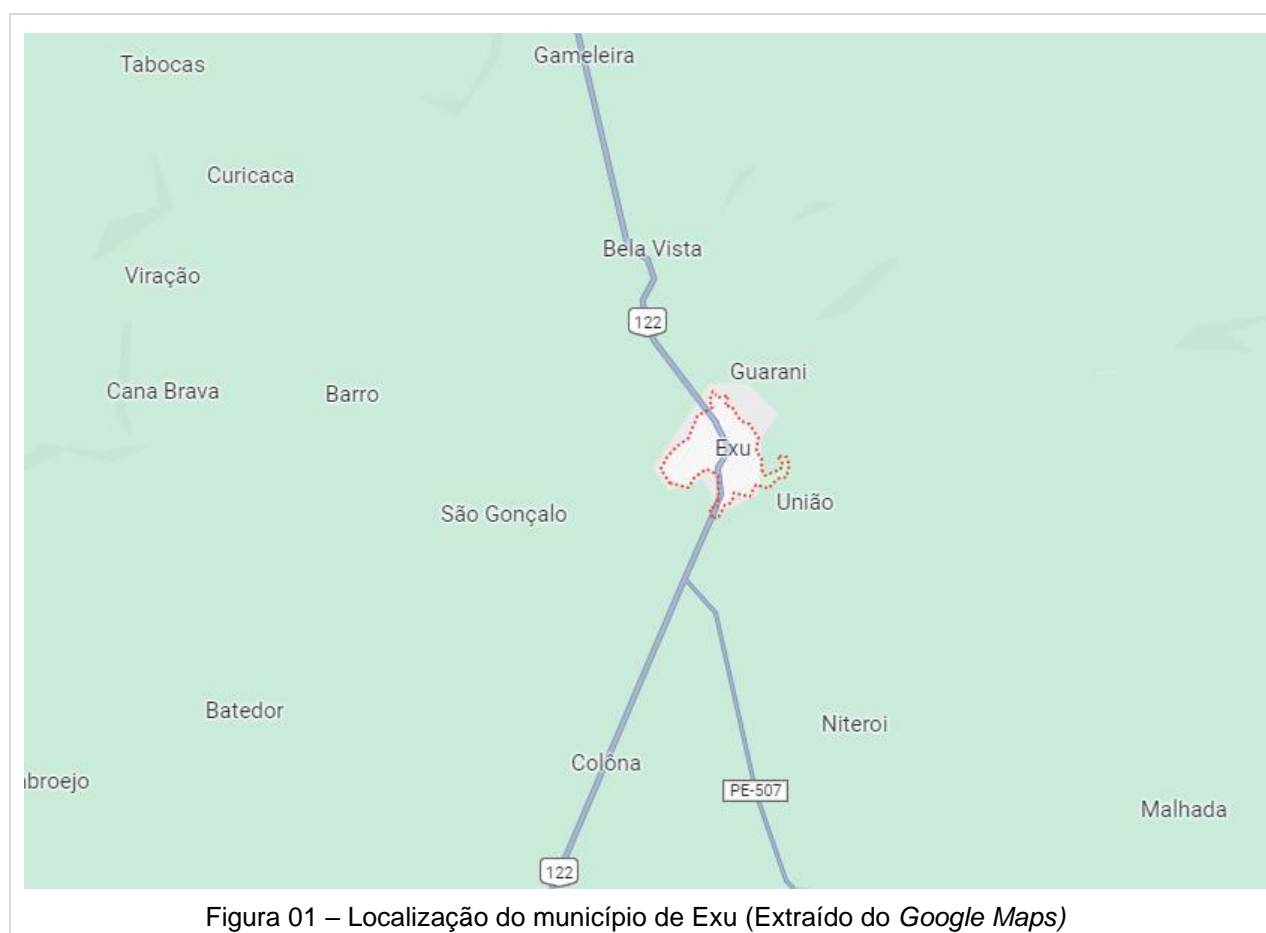 Gameleira
Tabocas
Curicaca
Bela Vista
Viração
122
Guarani
Cana Brava
Barro
Exu
União
São Gonçalo
Batedor
Niteroi
Colôna
abroejo
PE-507
Malhada
122
Figura 01 – Localização do município de Exu (Extraído do Google Maps)